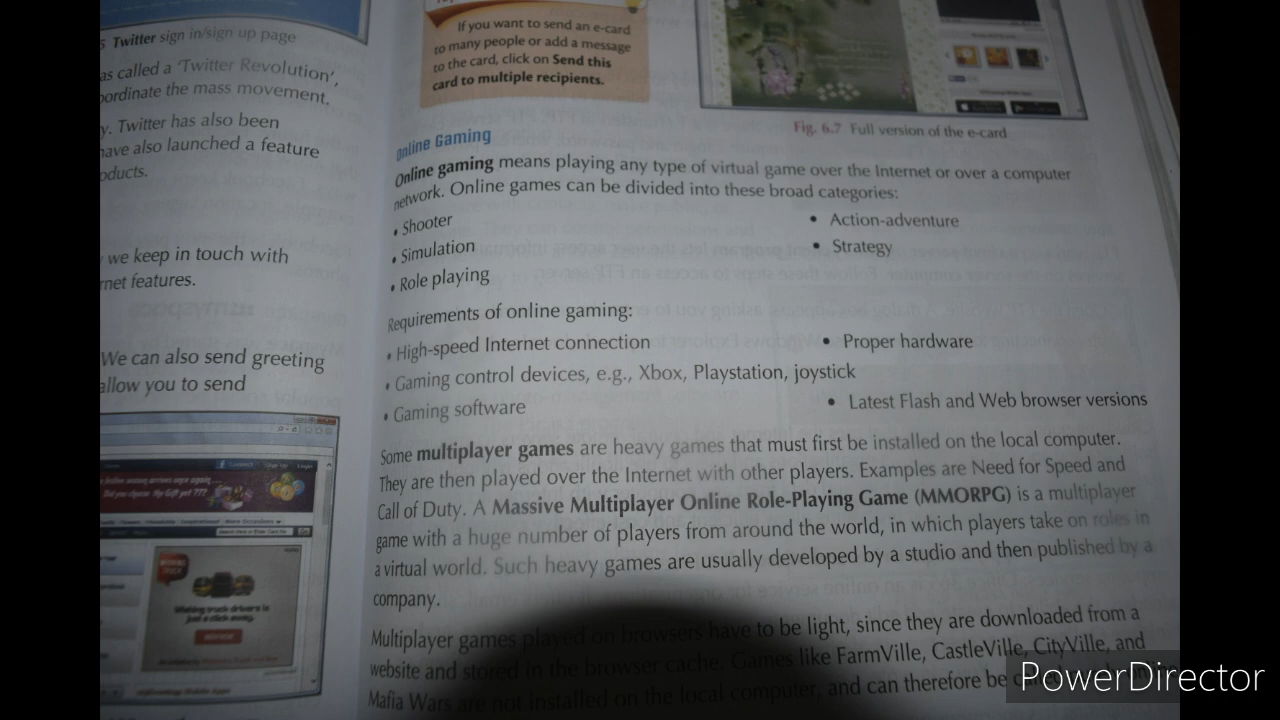 5 Twitter sign in/sign up page
as called a 'Twitter Revolution',
oordinate the mass movement.
y. Twitter has also been
have also launched a feature
oducts.
we keep in touch with
rnet features.
We can also send greeting
allow you to send
If you want to send an e-card
to many people or add a message
to the card, click on Send this
card to multiple recipients.
Fig. 6.7 Full version of the e-card
Online Gaming
Online gaming means playing any type of virtual game over the Internet or over a computer
network. Online games can be divided into these broad categories:
• Shooter
• Action-adventure
• Simulation
• Strategy
• Role playing
Requirements of online gaming:
• High-speed Internet connection
• Proper hardware
• Gaming control devices, e.g., Xbox, Playstation, joystick
• Gaming software
• Latest Flash and Web browser versions
Some multiplayer games are heavy games that must first be installed on the local computer.
They are then played over the Internet with other players. Examples are Need for Speed and
Call of Duty. A Massive Multiplayer Online Role-Playing Game (MMORPG) is a multiplayer
game with a huge number of players from around the world, in which players take on roles in
a virtual world. Such heavy games are usually developed by a studio and then published by a
company.
Multiplayer games played on browsers have to be light, since they are downloaded from a
website and stored in the browser cache. Games like FarmVille, CastleVille, CityVille, and
Mafia Wars are not installed on the local computer, and can therefore be
Waiting truck drivers is
just a click away.
PowerDirector